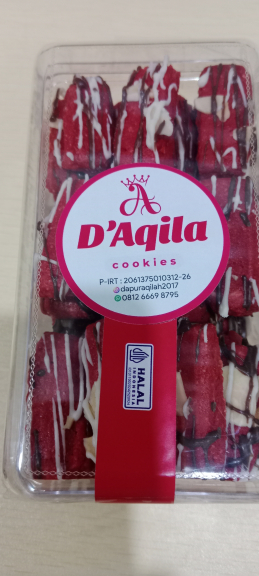 D'Aqila
cookies
P-IRT : 2061375010312-26
@dapuraqilah2017
0812 6669 8795
HALAL
INDONESIA